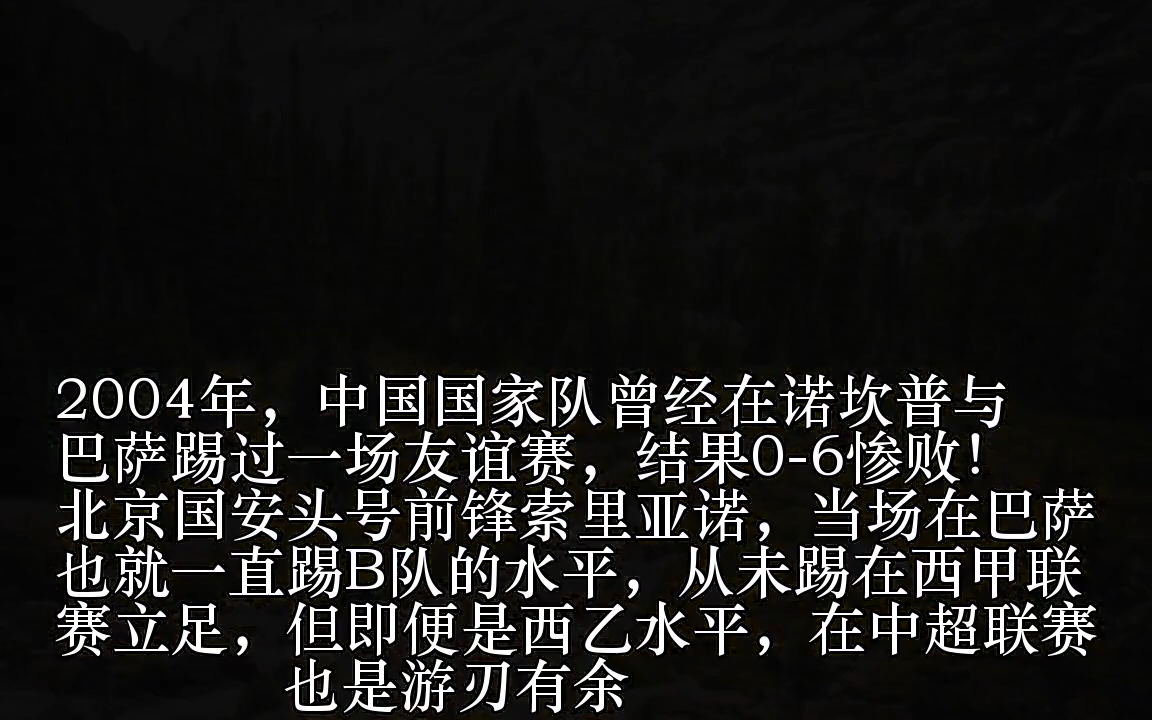 2004年，中国国家队曾经在诺坎普与
巴萨踢过一场友谊赛，结果0-6惨败！
北京国安头号前锋索里亚诺，当场在巴萨
也就一直踢B队的水平，从未踢在西甲联
赛立足，但即便是西乙水平，在中超联赛
也是游刃有余